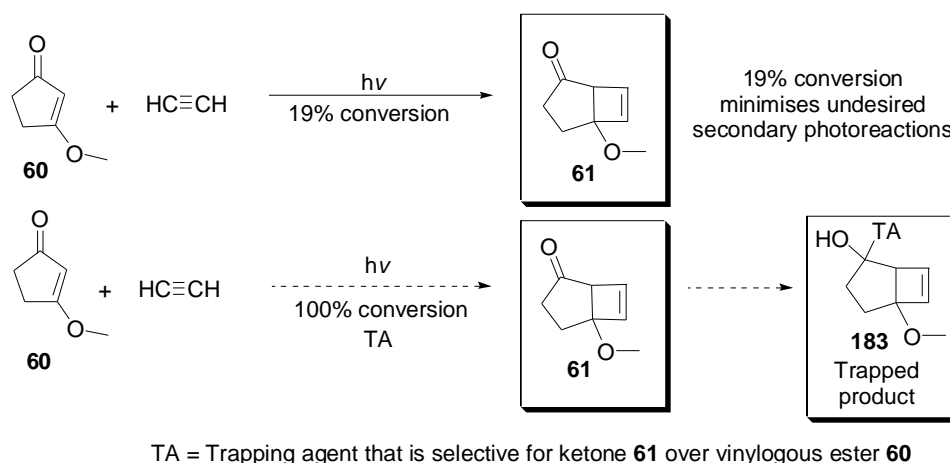 O
60
O
+ HC≡CH
hν
19% conversion
O
O
61
19% conversion
minimises undesired
secondary photoreactions
O
60
O
+ HC≡CH
hν
100% conversion
TA
O
O
61
HO TA
O
183
Trapped
product
TA = Trapping agent that is selective for ketone 61 over vinylogous ester 60